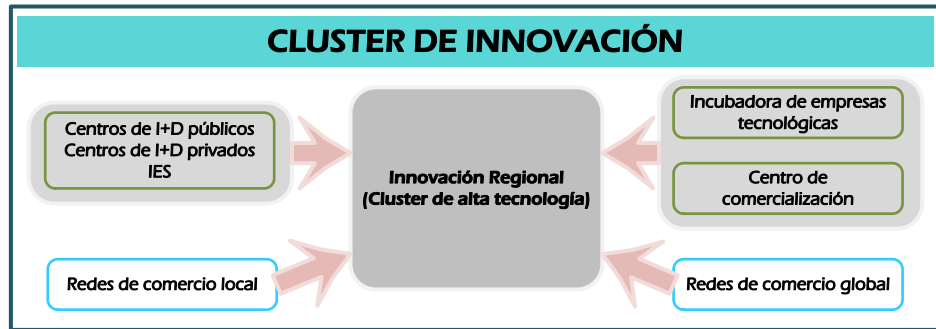 CLUSTER DE INNOVACIÓN
Centros de I+D públicos
Centros de I+D privados
IES
Redes de comercio local
Innovación Regional
(Cluster de alta tecnología)
Incubadora de empresas
tecnológicas
Centro de
comercialización
Redes de comercio global